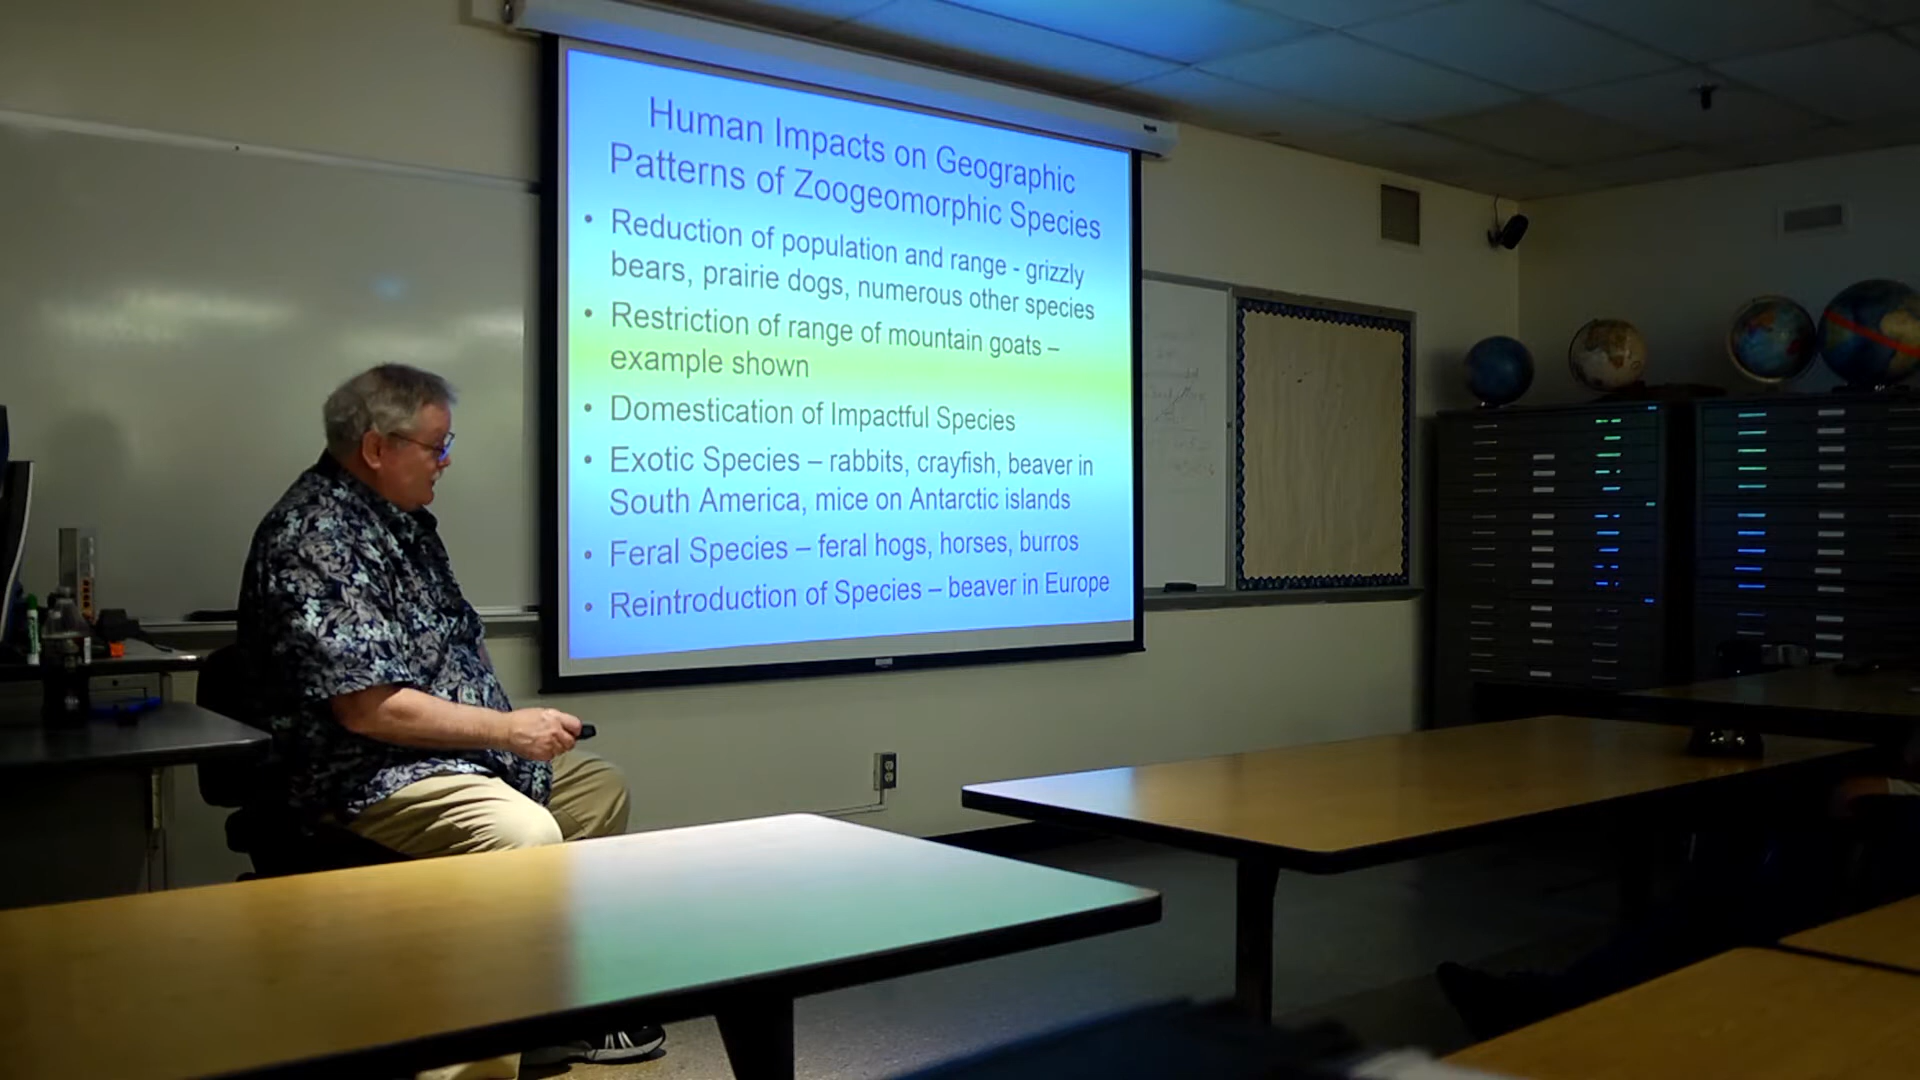 Human Impacts on Geographic
Patterns of Zoogeomorphic Species
• Reduction of population and range - grizzly
bears, prairie dogs, numerous other species
• Restriction of range of mountain goats –
example shown
• Domestication of Impactful Species
• Exotic Species – rabbits, crayfish, beaver in
South America, mice on Antarctic islands
• Feral Species – feral hogs, horses, burros
• Reintroduction of Species – beaver in Europe